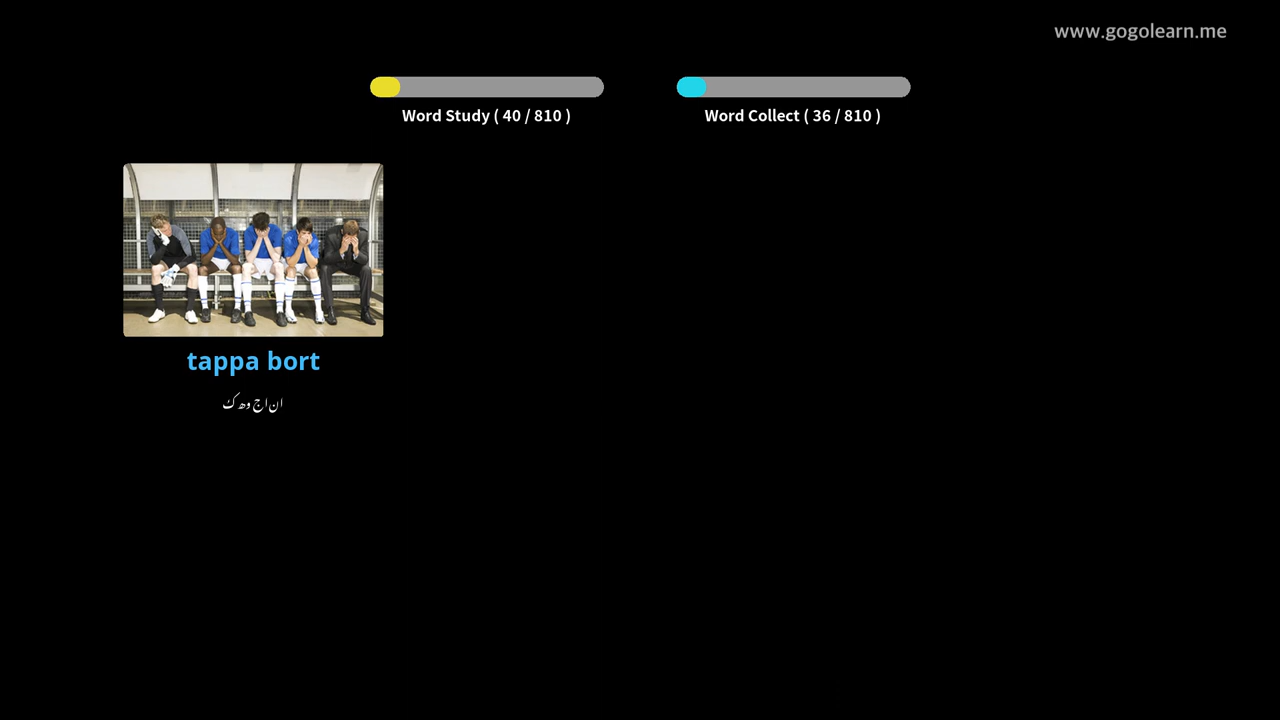 www.gogolearn.me
Word Study ( 40 / 810 )
Word Collect ( 36 / 810 )
tappa bort
ان اج وھ کُ